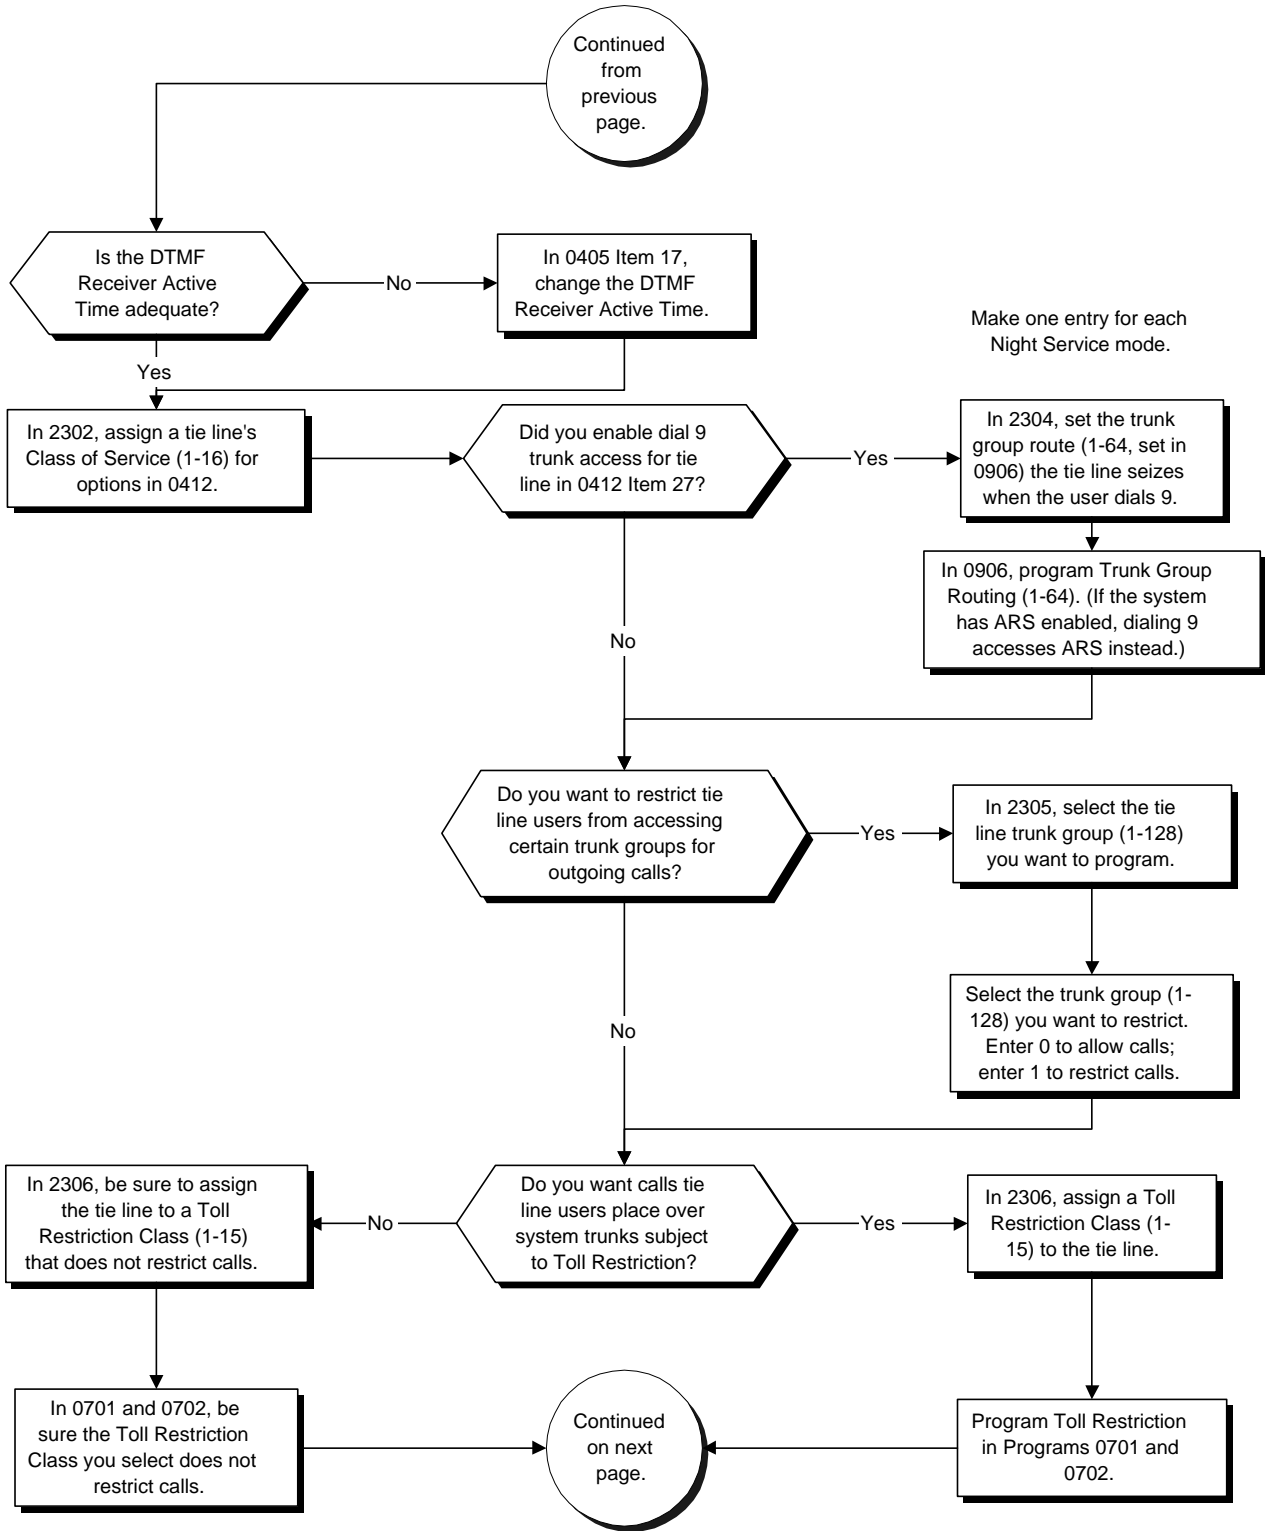 Continued
from
previous
page.
Is the DTMF
Receiver Active
Time adequate?
No
In 0405 Item 17,
change the DTMF
Receiver Active Time.
Make one entry for each
Night Service mode.
Yes
In 2302, assign a tie line's
Class of Service (1-16) for
options in 0412.
Did you enable dial 9
trunk access for tie
line in 0412 Item 27?
Yes
In 2304, set the trunk
group route (1-64, set in
0906) the tie line seizes
when the user dials 9.
In 0906, program Trunk Group
Routing (1-64). (If the system
has ARS enabled, dialing 9
accesses ARS instead.)
No
Do you want to restrict tie
line users from accessing
certain trunk groups for
outgoing calls?
Yes
In 2305, select the tie
line trunk group (1-128)
you want to program.
Select the trunk group (1-
128) you want to restrict.
Enter 0 to allow calls;
enter 1 to restrict calls.
No
In 2306, be sure to assign
the tie line to a Toll
Restriction Class (1-15)
that does not restrict calls.
No
Do you want calls tie
line users place over
system trunks subject
to Toll Restriction?
Yes
In 2306, assign a Toll
Restriction Class (1-
15) to the tie line.
In 0701 and 0702, be
sure the Toll Restriction
Class you select does not
restrict calls.
Continued
on next
page.
Program Toll Restriction
in Programs 0701 and
0702.